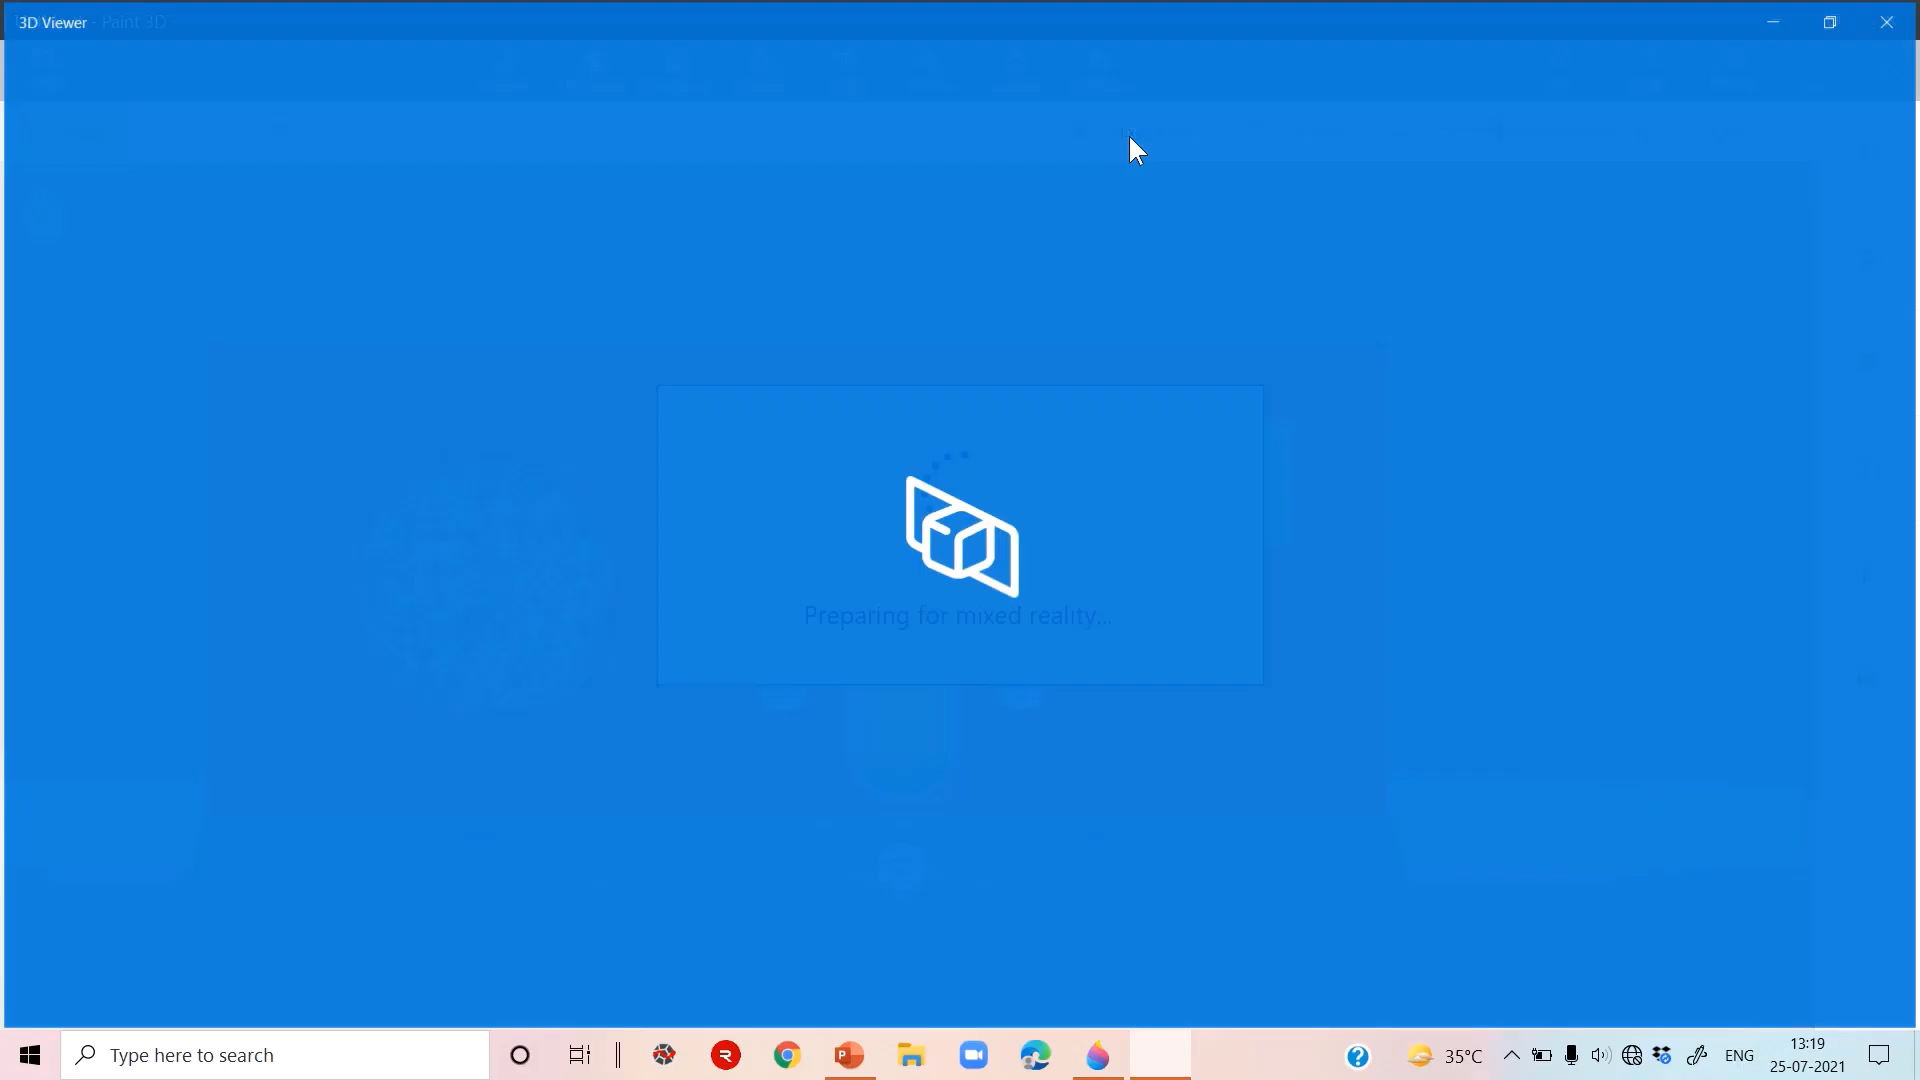 3D Viewer - Paint 3D
Preparing for mixed reality...
Type here to search
35°C
ENG
13:19
25-07-2021